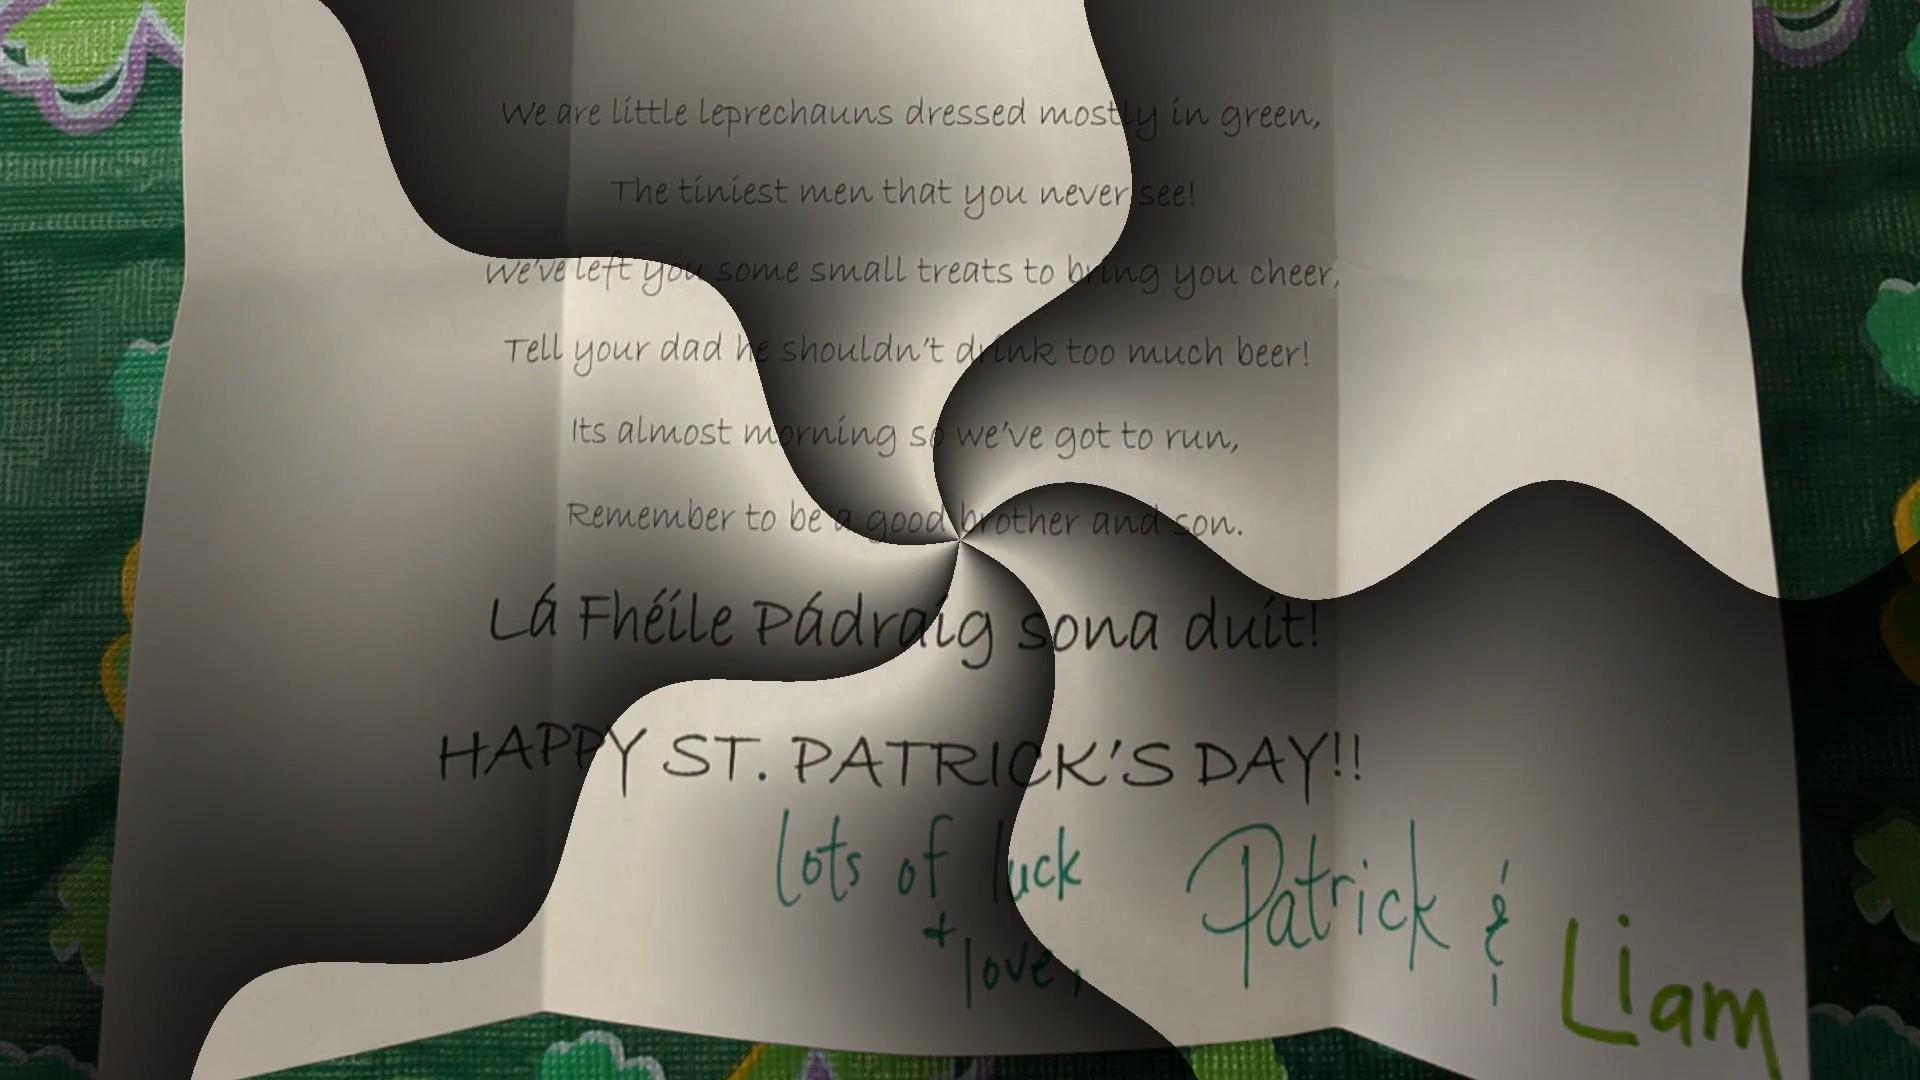 We are little leprechauns dressed mostly in green,
The tiniest men that you never see!
We've left you some small treats to bring you cheer,
Tell your dad he shouldn't drink too much beer!
Its almost morning so we've got to run,
Remember to be a good brother and son.
Lá Fhéile Pádraig sona duit!
HAPPY ST. PATRICK'S DAY!!
lots of luck
+ love,
Patrick &
Liam